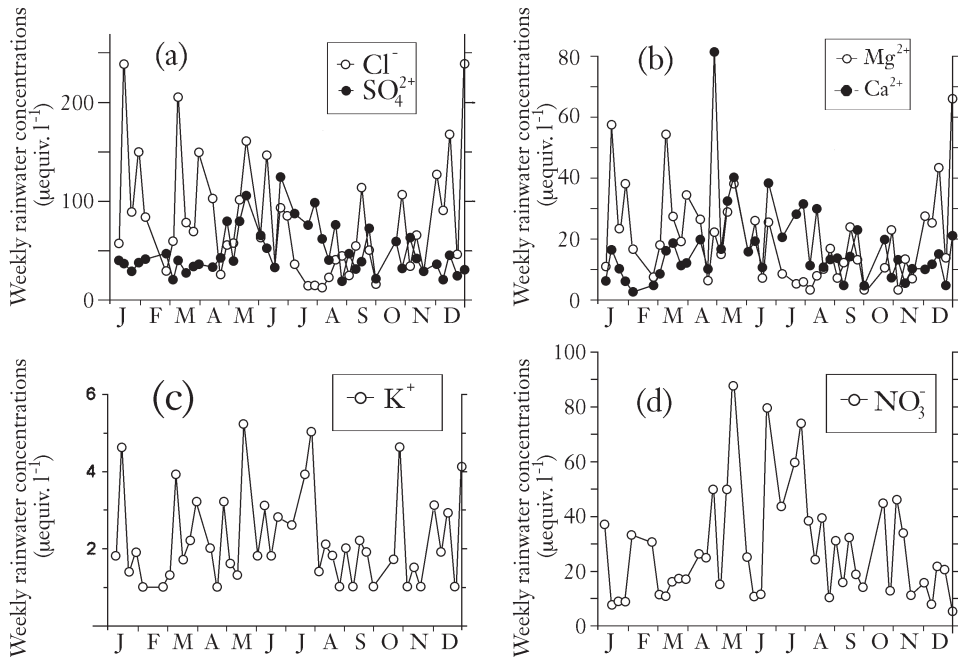 Weekly rainwater concentrations
(µequiv. l⁻¹)
(a)
Cl⁻
SO₄²⁺
200
100
0
J F M A M J J A S O N D
Weekly rainwater concentrations
(µequiv. l⁻¹)
(b)
Mg²⁺
Ca²⁺
80
60
40
20
0
J F M A M J J A S O N D
Weekly rainwater concentrations
(µequiv. l⁻¹)
(c)
K⁺
6
4
2
J F M A M J J A S O N D
Weekly rainwater concentrations
(µequiv. l⁻¹)
(d)
NO₃⁻
100
80
60
40
20
0
J F M A M J J A S O N D